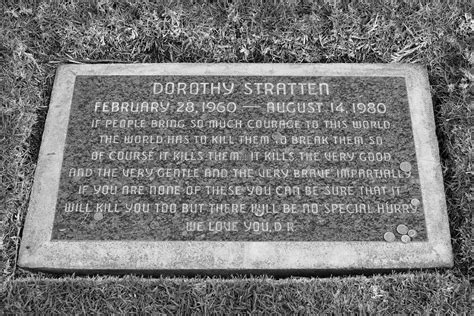 DOROTHY STRATTEN
FEBRUARY 28, 1960 — AUGUST 14, 1980
IF PEOPLE BRING SO MUCH COURAGE TO THIS WORLD
THE WORLD HAS TO KILL THEM TO BREAK THEM, SO
OF COURSE IT KILLS THEM. IT KILLS THE VERY GOOD
AND THE VERY GENTLE AND THE VERY BRAVE IMPARTIALLY.
IF YOU ARE NONE OF THESE YOU CAN BE SURE THAT IT
WILL KILL YOU TOO BUT THERE WILL BE NO SPECIAL HURRY.
WE LOVE YOU, D.R.